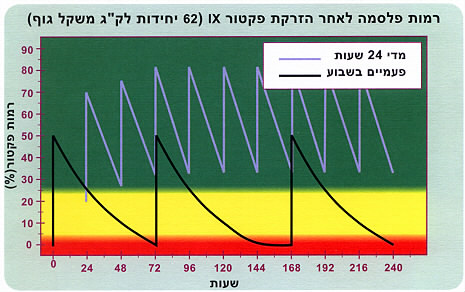 רמות פלסמה לאחר הזרקת פקטור IX (62 יחידות לק"ג משקל גוף)
מדי 24 שעות
פעמיים בשבוע
רמות פקטור(%)
90
80
70
60
50
40
30
20
10
0
0 24 48 72 96 120 144 168 192 216 240
שעות